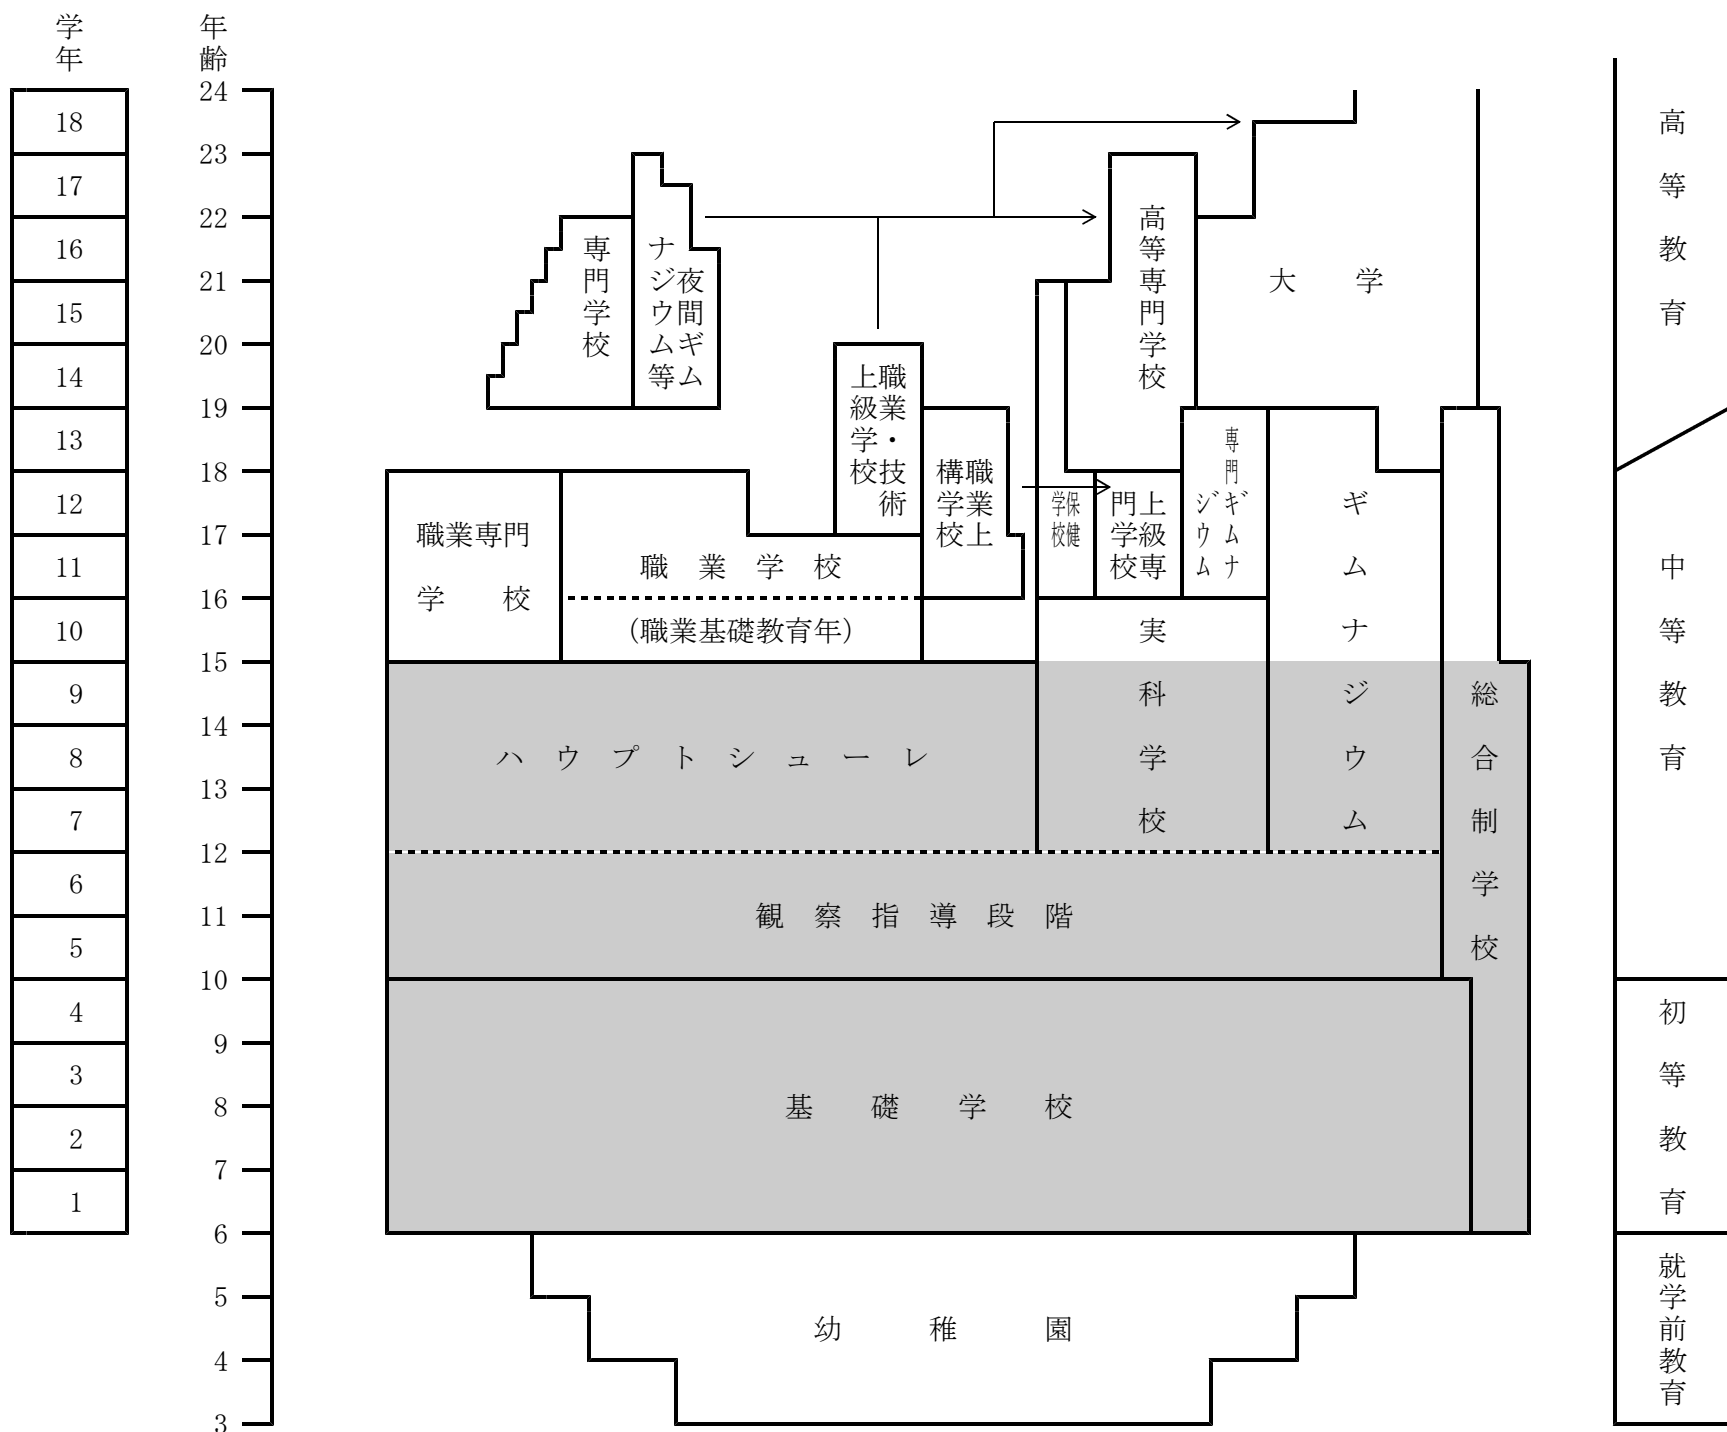 学年
年齢
24
23
22
21
20
19
18
17
16
15
14
13
12
11
10
9
8
7
6
5
4
3
18
17
16
15
14
13
12
11
10
9
8
7
6
5
4
3
2
1
専門学校
夜間ギム
ナジウム等
職業・技術
上級学校
職業上
構学校
高等専門学校
大学
職業専門
学校
職業学校
(職業基礎教育年)
保健
学校
上級専
門学校
専門ギムナ
ジウム
ギムナジウム
実科学校
総合制学校
ハウプトシューレ
観察指導段階
基礎学校
幼稚園
高等教育
中等教育
初等教育
就学前教育